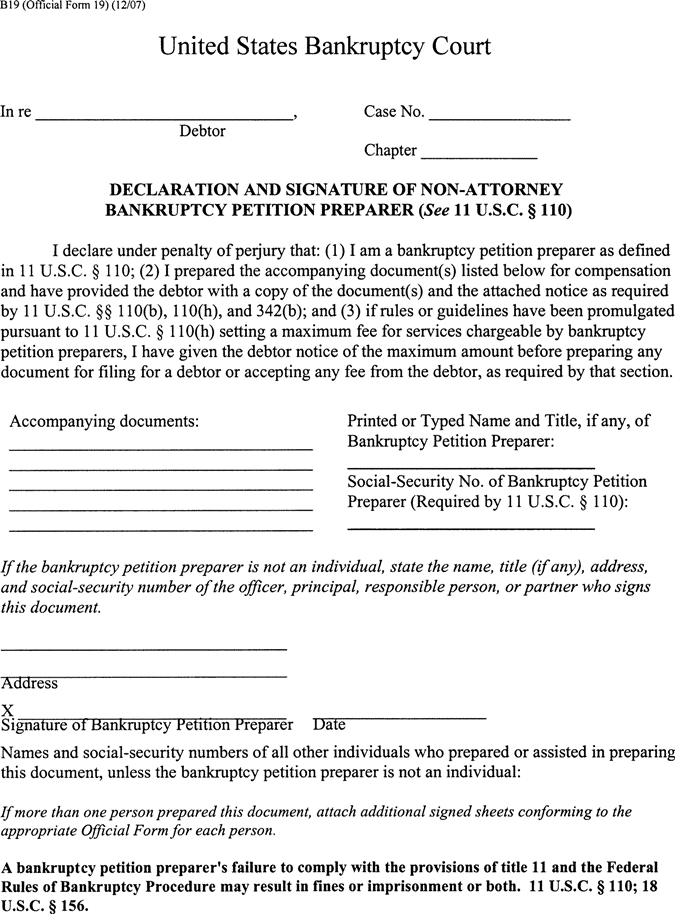 B19 (Official Form 19) (12/07)
United States Bankruptcy Court
In re ____________________________, Case No. _______________
Debtor
Chapter ____________
DECLARATION AND SIGNATURE OF NON-ATTORNEY
BANKRUPTCY PETITION PREPARER (See 11 U.S.C. § 110)
I declare under penalty of perjury that: (1) I am a bankruptcy petition preparer as defined
in 11 U.S.C. § 110; (2) I prepared the accompanying document(s) listed below for compensation
and have provided the debtor with a copy of the document(s) and the attached notice as required
by 11 U.S.C. §§ 110(b), 110(h), and 342(b); and (3) if rules or guidelines have been promulgated
pursuant to 11 U.S.C. § 110(h) setting a maximum fee for services chargeable by bankruptcy
petition preparers, I have given the debtor notice of the maximum amount before preparing any
document for filing for a debtor or accepting any fee from the debtor, as required by that section.
Accompanying documents:
Printed or Typed Name and Title, if any, of
Bankruptcy Petition Preparer:
Social-Security No. of Bankruptcy Petition
Preparer (Required by 11 U.S.C. § 110):
If the bankruptcy petition preparer is not an individual, state the name, title (if any), address,
and social-security number of the officer, principal, responsible person, or partner who signs
this document.
Address
X
Signature of Bankruptcy Petition Preparer Date
Names and social-security numbers of all other individuals who prepared or assisted in preparing
this document, unless the bankruptcy petition preparer is not an individual:
If more than one person prepared this document, attach additional signed sheets conforming to the
appropriate Official Form for each person.
A bankruptcy petition preparer's failure to comply with the provisions of title 11 and the Federal
Rules of Bankruptcy Procedure may result in fines or imprisonment or both. 11 U.S.C. § 110; 18
U.S.C. § 156.